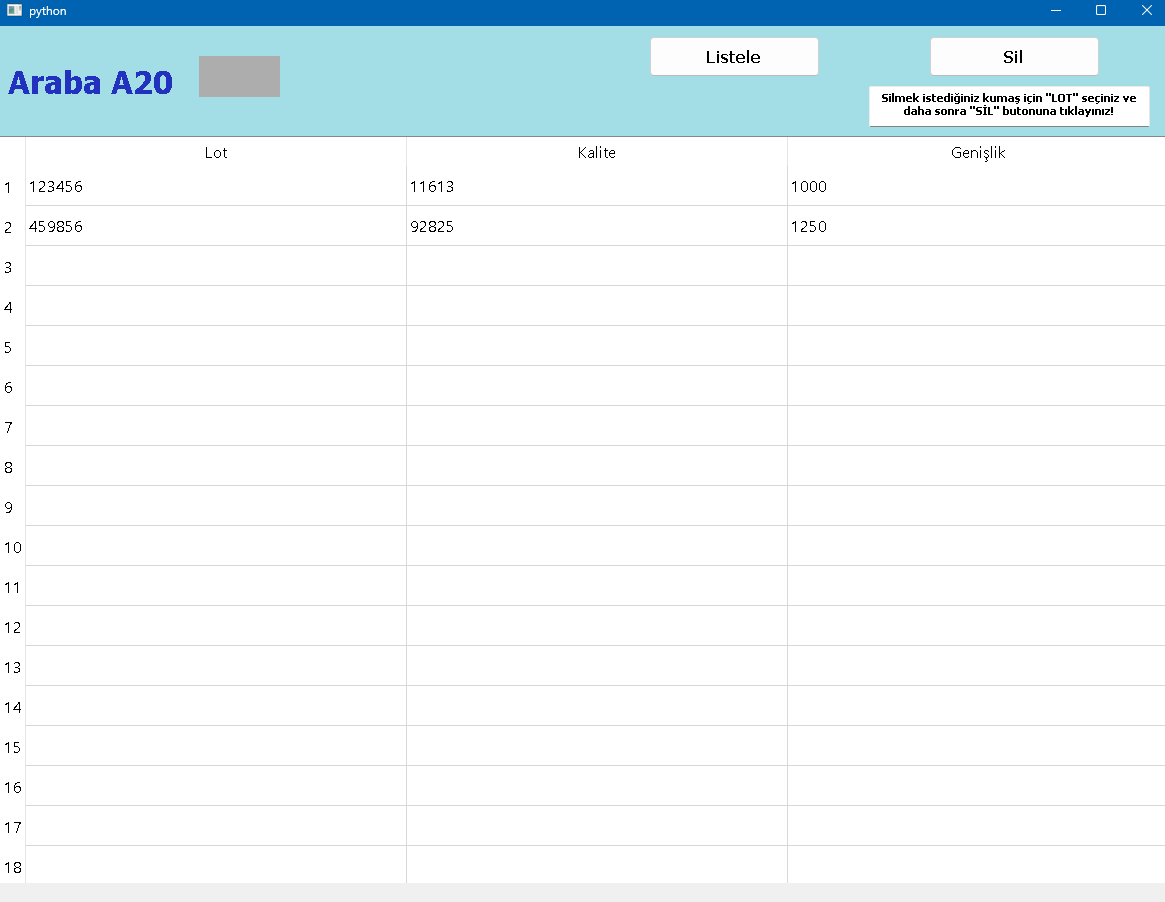 python
Araba A20
Listele
Sil
Silmek istediğiniz kumaş için "LOT" seçiniz ve
daha sonra "SİL" butonuna tıklayınız!
Lot Kalite Genişlik
1 123456 11613 1000
2 459856 92825 1250
3
4
5
6
7
8
9
10
11
12
13
14
15
16
17
18